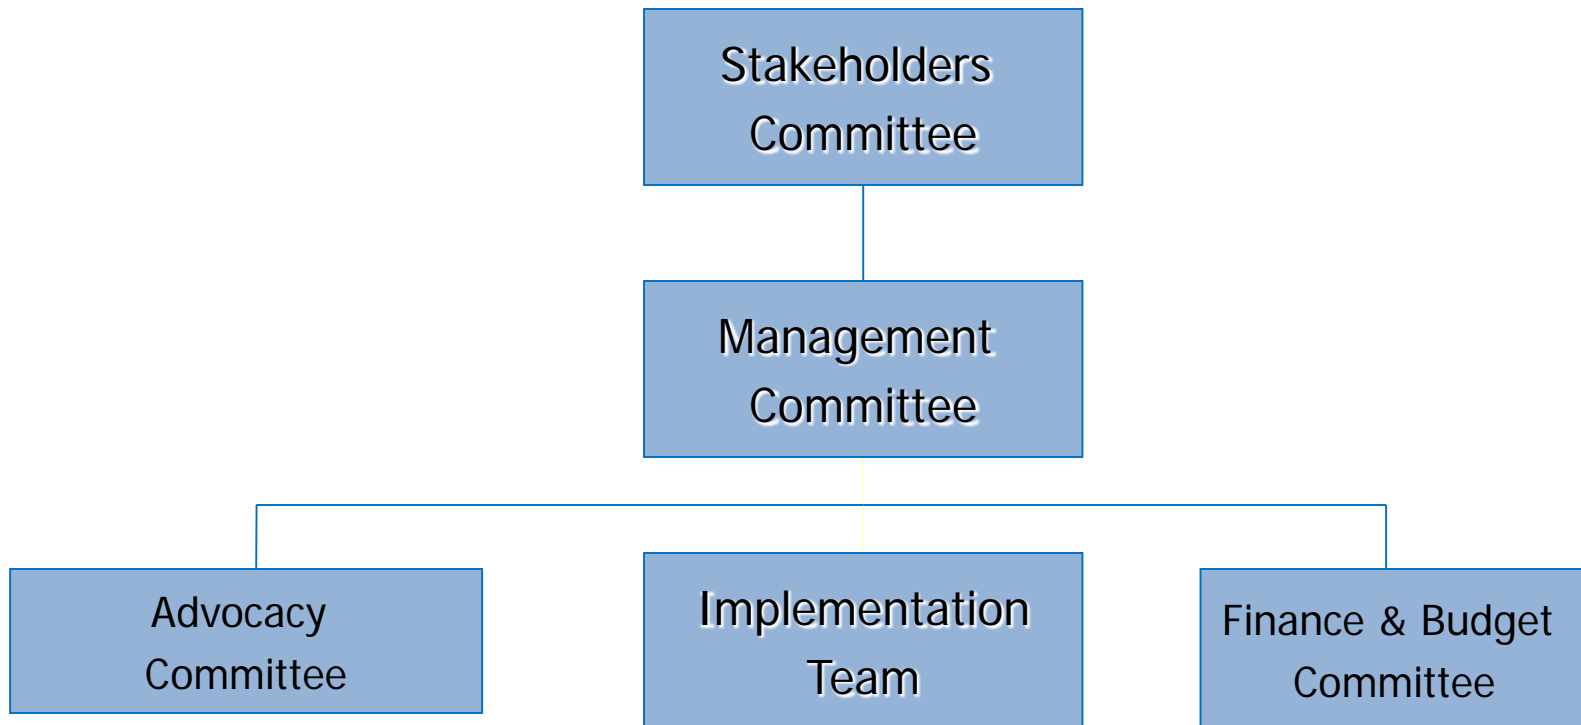 Stakeholders
Committee
Management
Committee
Advocacy
Committee
Implementation
Team
Finance & Budget
Committee